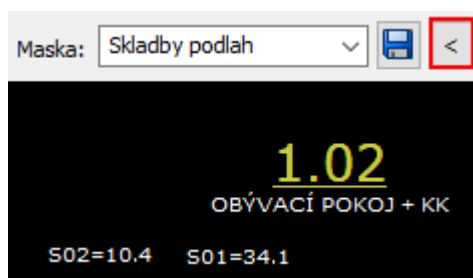 Maska: Skladby podlah <
1.02
OBÝVACÍ POKOJ + KK
S02=10.4 S01=34.1